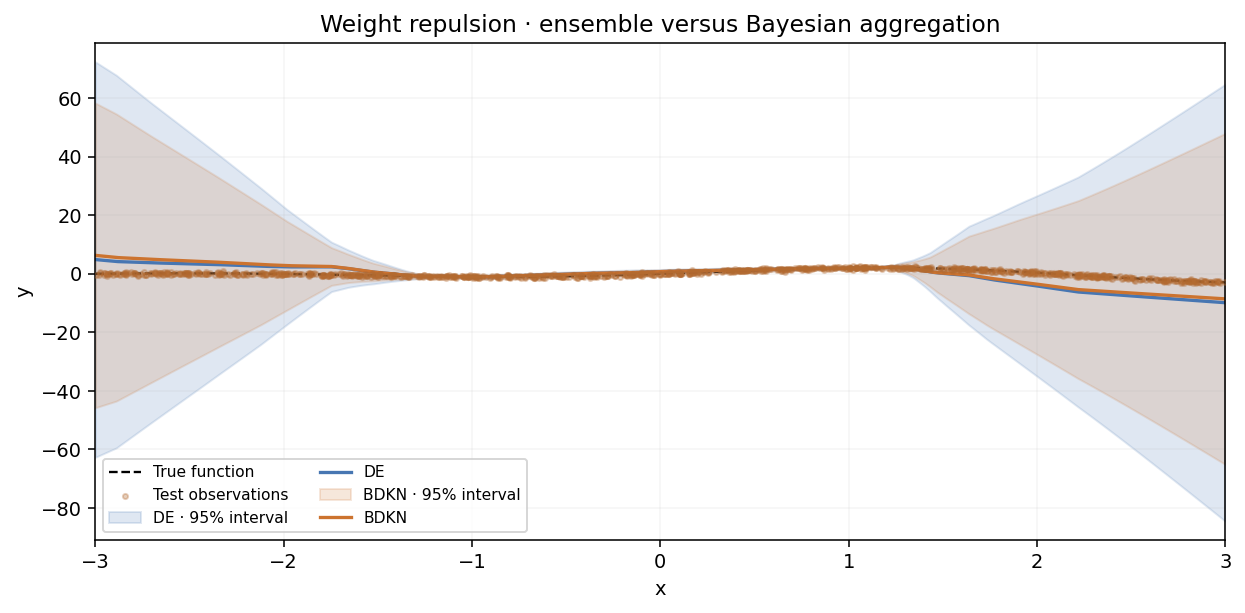 Weight repulsion · ensemble versus Bayesian aggregation
y
60
40
20
0
−20
−40
−60
−80
True function
Test observations
DE · 95% interval
DE
BDKN · 95% interval
BDKN
−3
−2
−1
0
1
2
3
x